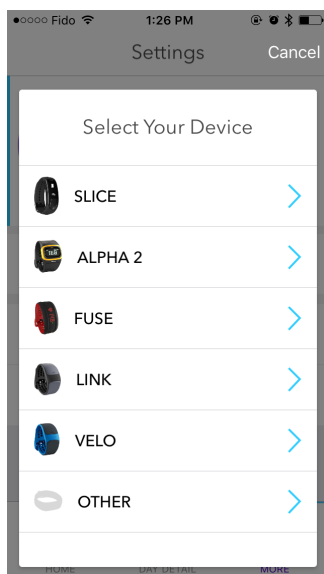 Fido 1:26 PM
Settings Cancel
Select Your Device
SLICE
ALPHA 2
FUSE
LINK
VELO
OTHER
HOME DAY DETAIL MORE